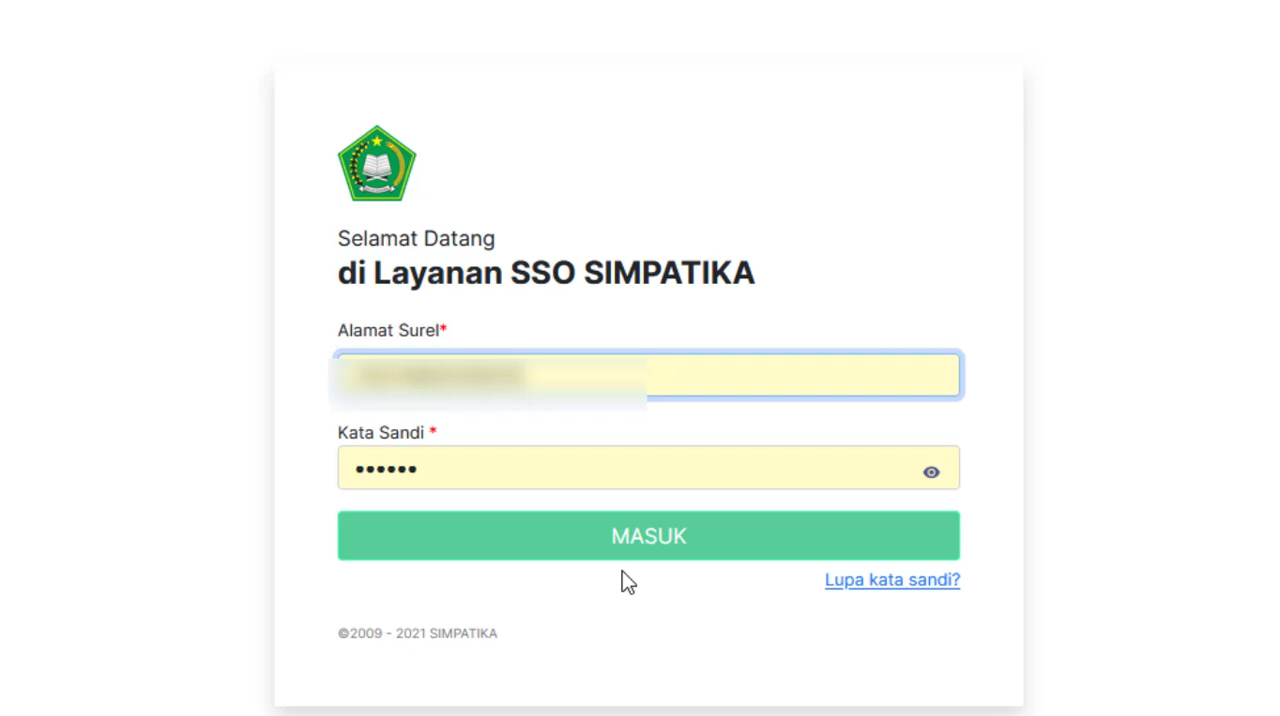 Selamat Datang
di Layanan SSO SIMPATIKA
Alamat Surel*
Kata Sandi *
••••••
MASUK
Lupa kata sandi?
©2009 - 2021 SIMPATIKA